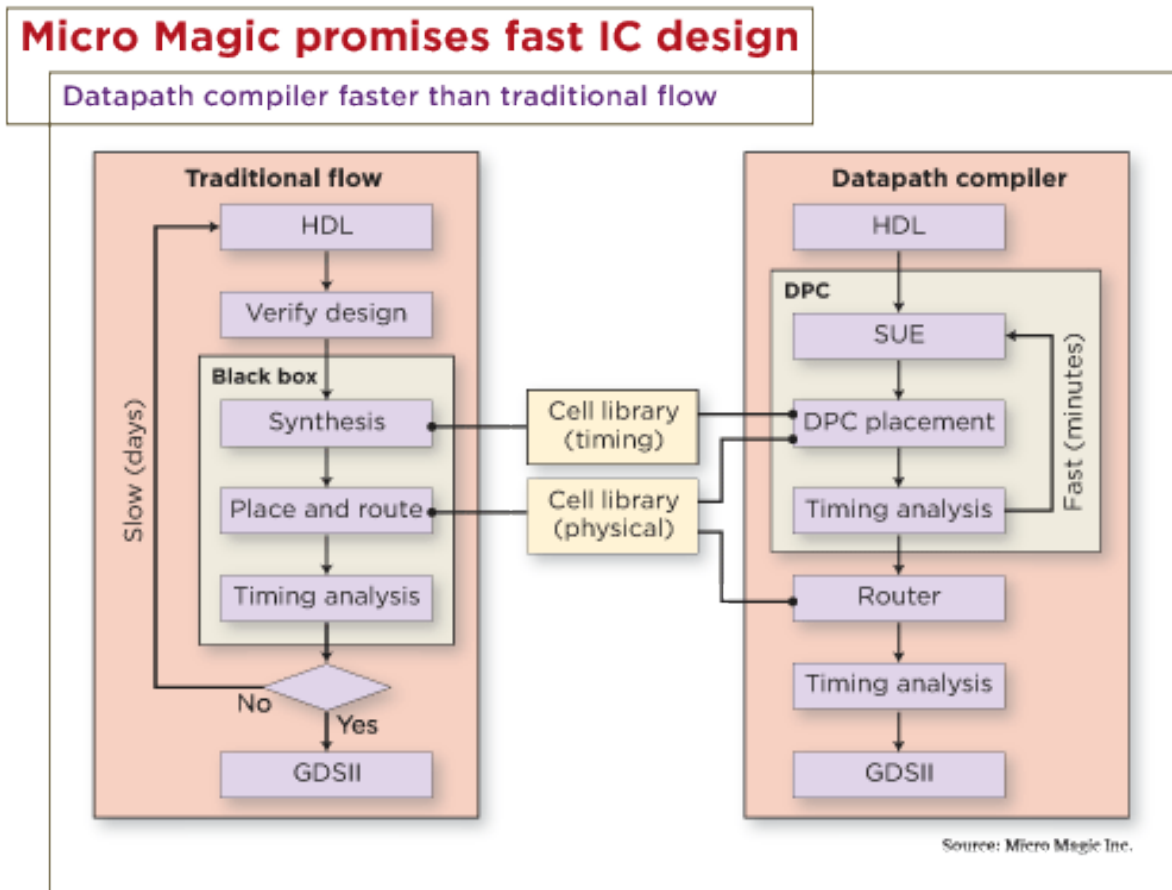 Micro Magic promises fast IC design
Datapath compiler faster than traditional flow
Traditional flow
HDL
Verify design
Black box
Synthesis
Place and route
Timing analysis
No
Yes
GDSII
Slow (days)
Cell library
(timing)
Cell library
(physical)
Datapath compiler
HDL
DPC
SUE
DPC placement
Timing analysis
Fast (minutes)
Router
Timing analysis
GDSII
Source: Micro Magic Inc.